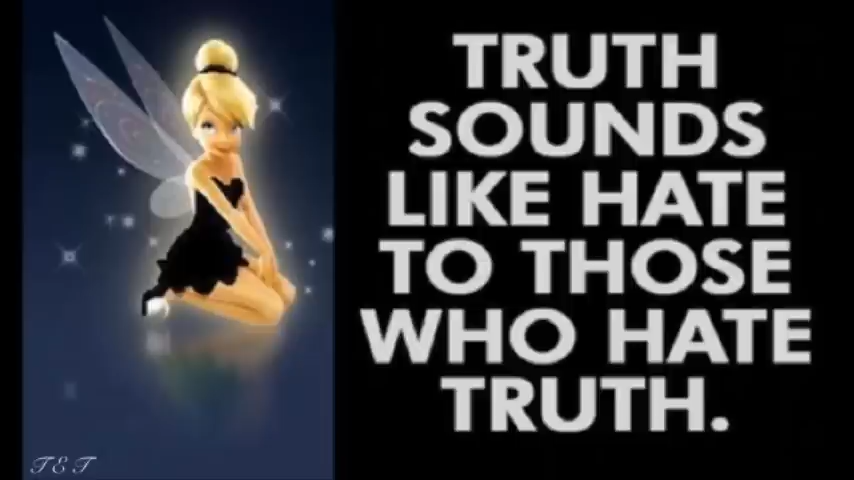 TRUTH
SOUNDS
LIKE HATE
TO THOSE
WHO HATE
TRUTH.
T&T